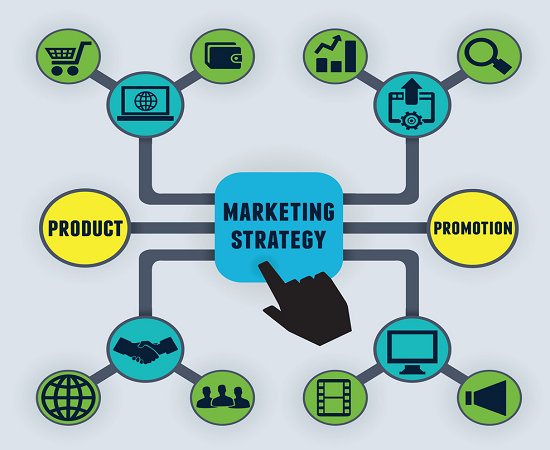 PRODUCT
MARKETING
STRATEGY
PROMOTION